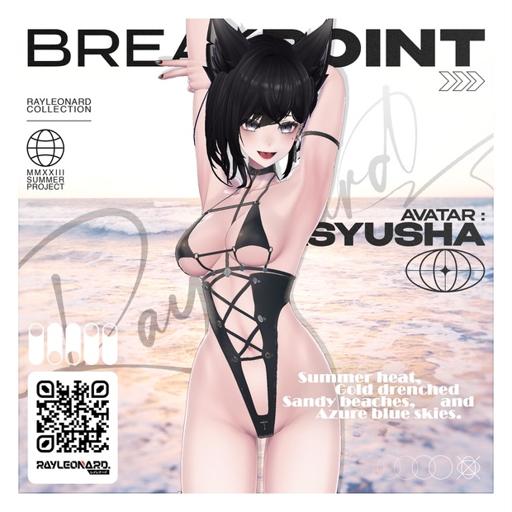 BREAKPOINT
RAYLEONARD
COLLECTION
MMXXIII
SUMMER
PROJECT
AVATAR :
SYUSHA
Summer heat,
Gold drenched
Sandy beaches, and
Azure blue skies.
RAYLEONARD.